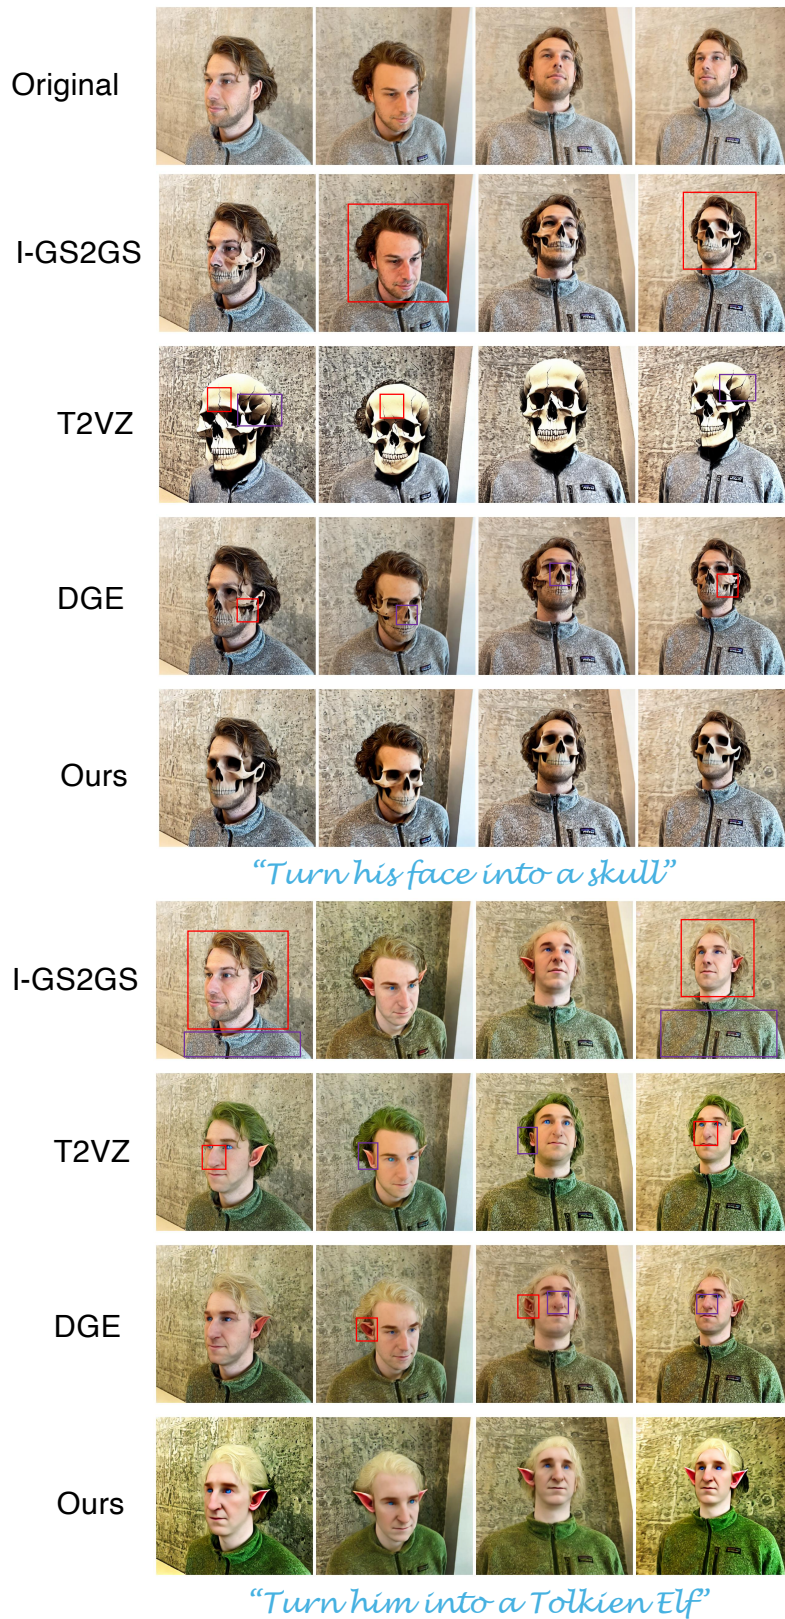 Original
I-GS2GS
T2VZ
DGE
Ours
“Turn his face into a skull”
I-GS2GS
T2VZ
DGE
Ours
“Turn him into a Tolkien Elf”